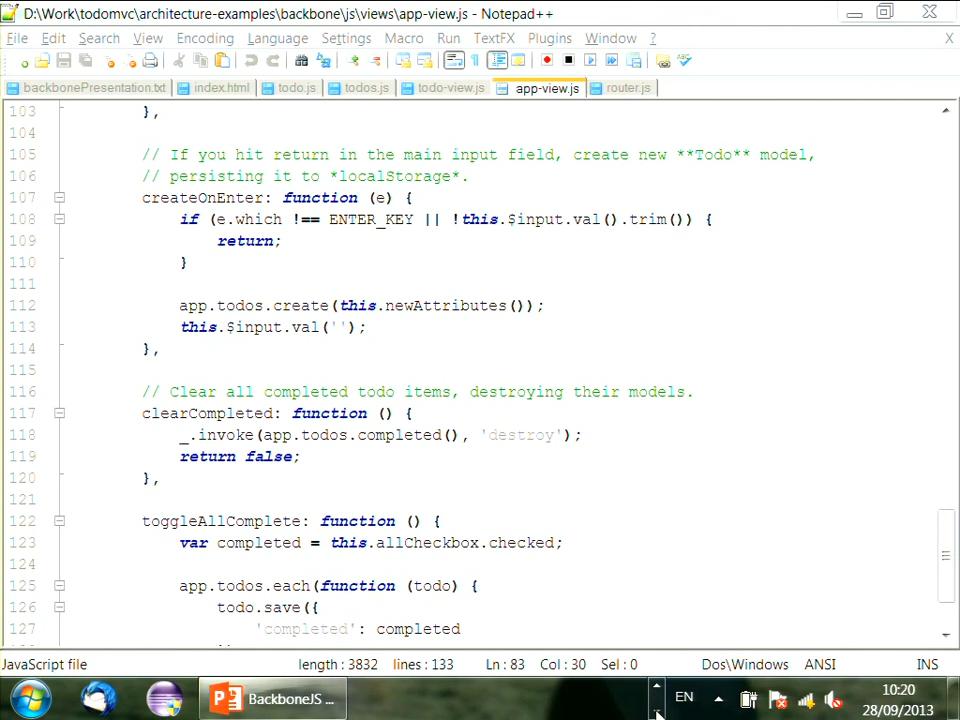 D:\Work\todomvc\architecture-examples\backbone\js\views\app-view.js - Notepad++
File Edit Search View Encoding Language Settings Macro Run TextFX Plugins Window ? X
backbonePresentation.txt index.html todo.js todos.js todo-view.js app-view.js router.js
103 },
104
105 // If you hit return in the main input field, create new **Todo** model,
106 // persisting it to *localStorage*.
107 createOnEnter: function (e) {
108 if (e.which !== ENTER_KEY || !this.$input.val().trim()) {
109 return;
110 }
111
112 app.todos.create(this.newAttributes());
113 this.$input.val('');
114 },
115
116 // Clear all completed todo items, destroying their models.
117 clearCompleted: function () {
118 _.invoke(app.todos.completed(), 'destroy');
119 return false;
120 },
121
122 toggleAllComplete: function () {
123 var completed = this.allCheckbox.checked;
124
125 app.todos.each(function (todo) {
126 todo.save({
127 'completed': completed
JavaScript file length : 3832 lines : 133 Ln : 83 Col : 30 Sel : 0 Dos\Windows ANSI INS
BackboneJS ... EN 10:20
28/09/2013